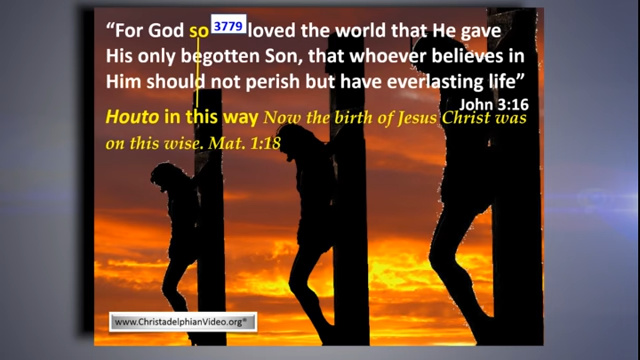 “For God so 3779 loved the world that He gave
His only begotten Son, that whoever believes in
Him should not perish but have everlasting life”
John 3:16
Houto in this way Now the birth of Jesus Christ was
on this wise. Mat. 1:18
www.ChristadelphianVideo.org®